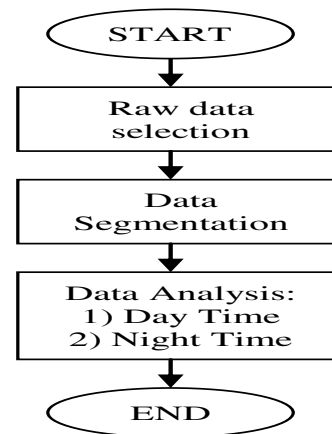 START
Raw data
selection
Data
Segmentation
Data Analysis:
1) Day Time
2) Night Time
END